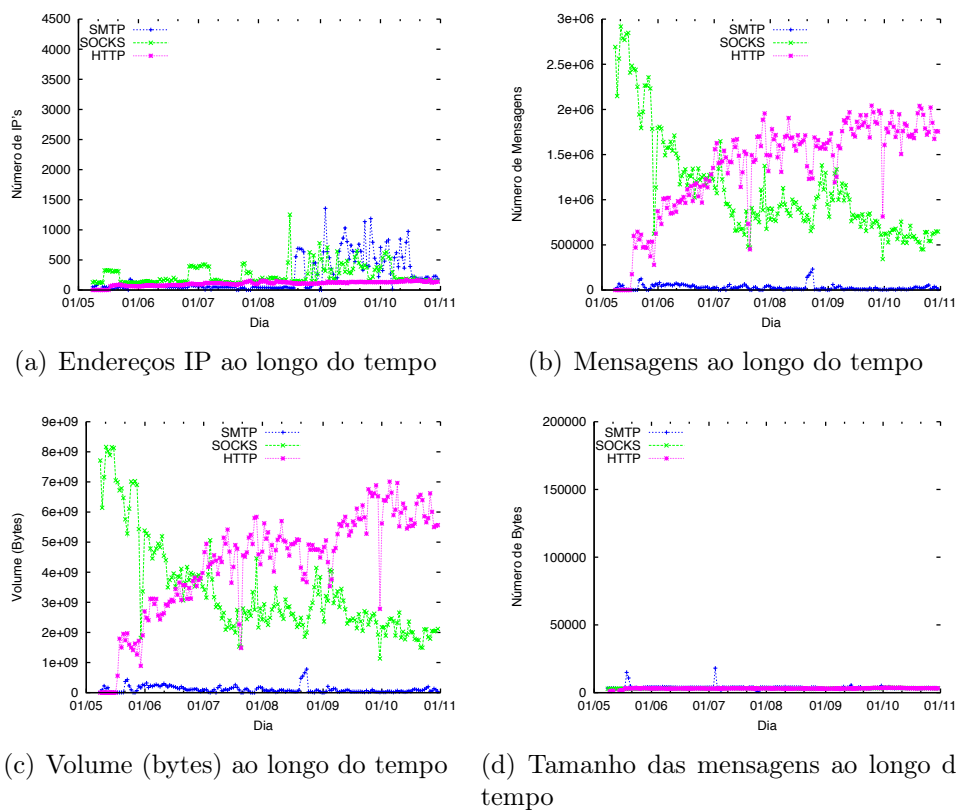 4500
4000
3500
3000
2500
2000
1500
1000
500
0
Número de IP's
SMTP
SOCKS
HTTP
01/05 01/06 01/07 01/08 01/09 01/10 01/11
Dia
(a) Endereços IP ao longo do tempo
3e+06
2.5e+06
2e+06
1.5e+06
1e+06
500000
0
Número de Mensagens
SMTP
SOCKS
HTTP
01/05 01/06 01/07 01/08 01/09 01/10 01/11
Dia
(b) Mensagens ao longo do tempo
9e+09
8e+09
7e+09
6e+09
5e+09
4e+09
3e+09
2e+09
1e+09
0
Volume (Bytes)
SMTP
SOCKS
HTTP
01/05 01/06 01/07 01/08 01/09 01/10 01/11
Dia
(c) Volume (bytes) ao longo do tempo
200000
150000
100000
50000
0
Número de Bytes
SMTP
SOCKS
HTTP
01/05 01/06 01/07 01/08 01/09 01/10 01/11
Dia
(d) Tamanho das mensagens ao longo d
tempo